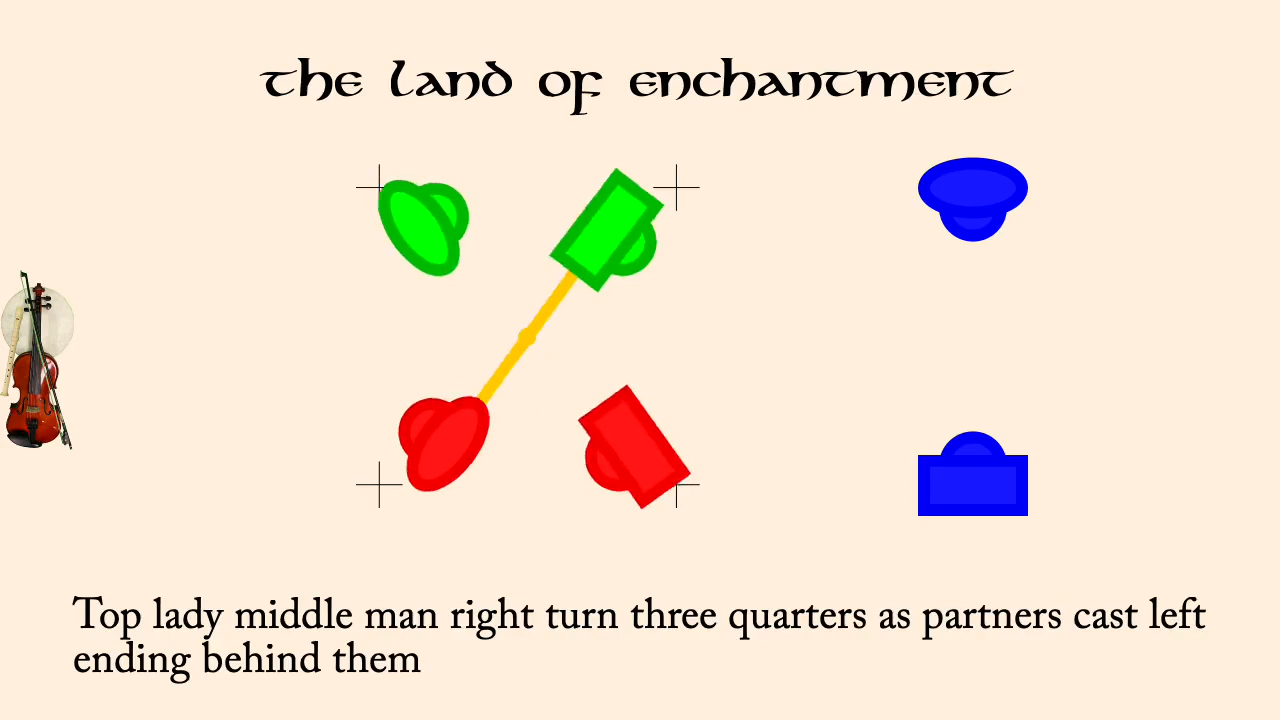 the land of enchantment
Top lady middle man right turn three quarters as partners cast left
ending behind them